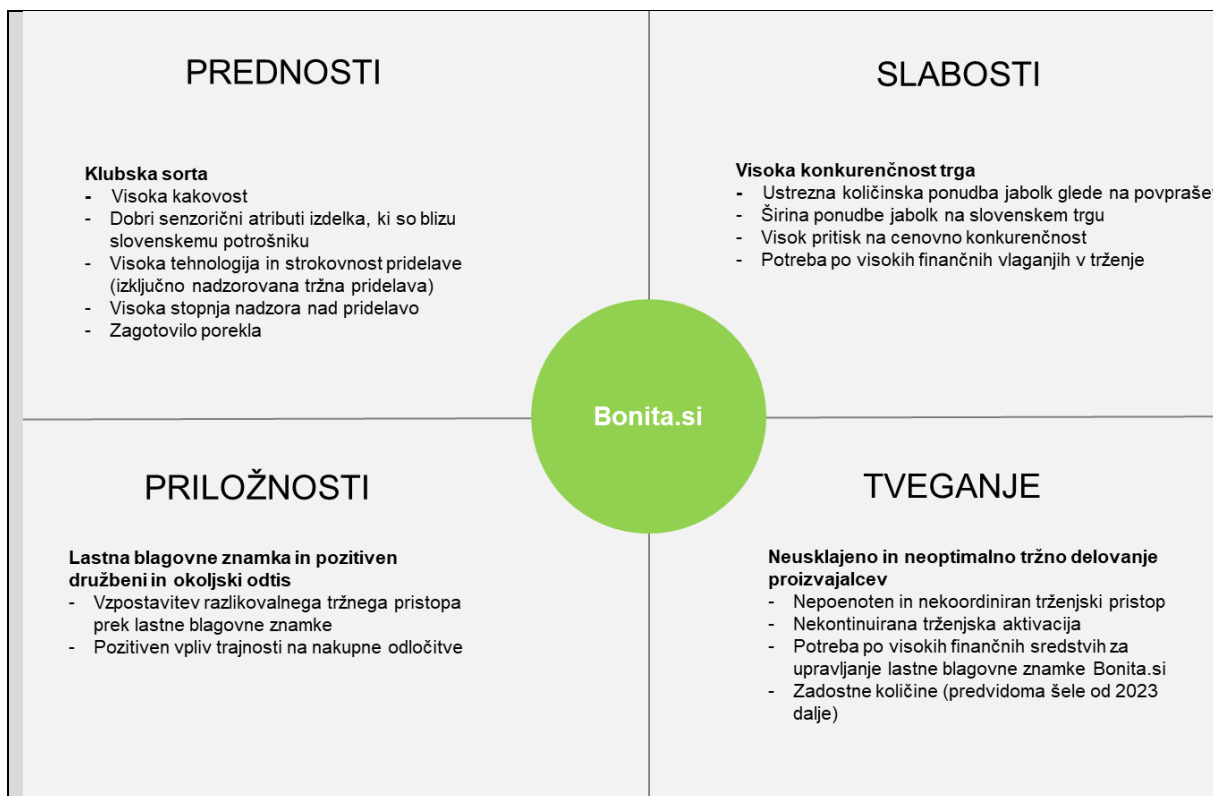 PREDNOSTI
Klubska sorta
- Visoka kakovost
- Dobri senzorični atributi izdelka, ki so blizu
slovenskemu potrošniku
- Visoka tehnologija in strokovnost pridelave
(izključno nadzorovana tržna pridelava)
- Visoka stopnja nadzora nad pridelavo
- Zagotovilo porekla
SLABOSTI
Visoka konkurenčnost trga
- Ustrezna količinska ponudba jabolk glede na
- Širina ponudbe jabolk na slovenskem trgu
- Visok pritisk na cenovno konkurenčnost
- Potreba po visokih finančnih vlaganjih v trženje
Bonita.si
PRILOŽNOSTI
Lastna blagovne znamka in pozitiven
družbeni in okoljski odtis
- Vzpostavitev razlikovalnega tržnega pristopa
prek lastne blagovne znamke
- Pozitiven vpliv trajnosti na nakupne odločitve
TVEGANJE
Neusklajeno in neoptimalno tržno delovanje
proizvajalcev
- Nepoenoten in nekoordiniran trženjski pristop
- Nekontinuirana trženjska aktivacija
- Potreba po visokih finančnih sredstvih za
upravljanje lastne blagovne znamke Bonita.si
- Zadostne količine (predvidoma šele od 2023
dalje)